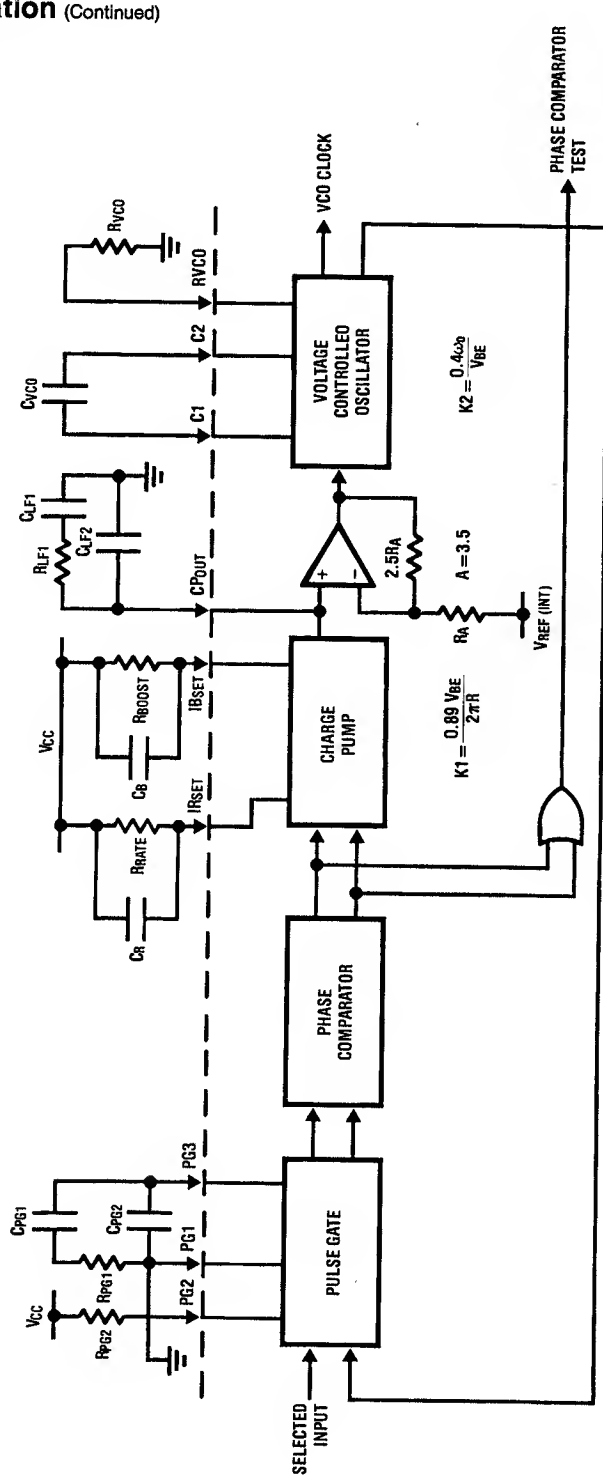 ation (Continued)
SELECTED
INPUT
VCC
RPG2
PG2
RPG1
PG1
CPG1
CPG2
PG3
PULSE GATE
PHASE
COMPARATOR
VCC
CR
RRATE
IRSET
CB
RBOOST
IBSET
CHARGE
PUMP
K1 = 0.89 VBE
2πR
RLF1
CLF1
CLF2
CPOUT
+
−
2.5RA
RA
A = 3.5
VREF (INT)
CVCO
C1
C2
RVCO
RVCO
VOLTAGE
CONTROLLED
OSCILLATOR
K2 = 0.4ω0
VBE
VCO CLOCK
PHASE COMPARATOR
TEST